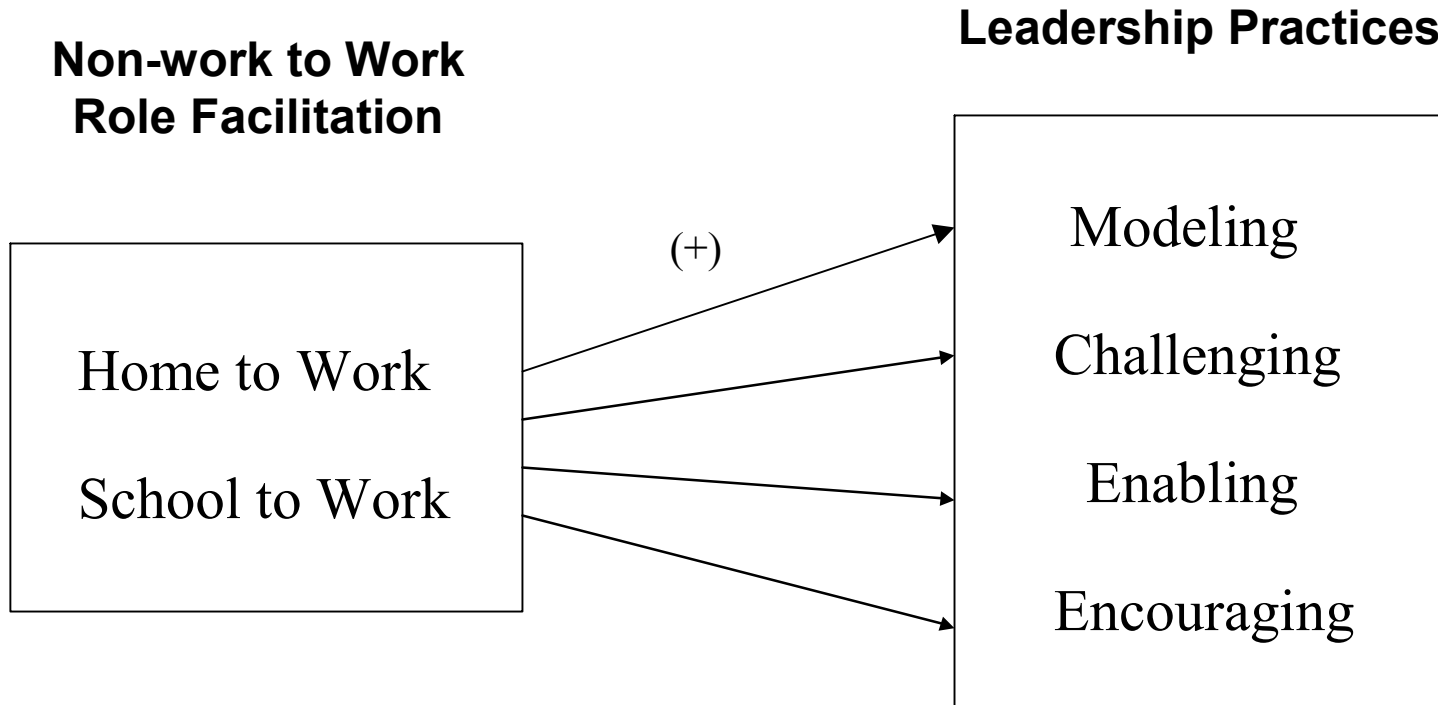 Non-work to Work
Role Facilitation
Leadership Practices
(+)
Home to Work
School to Work
Modeling
Challenging
Enabling
Encouraging